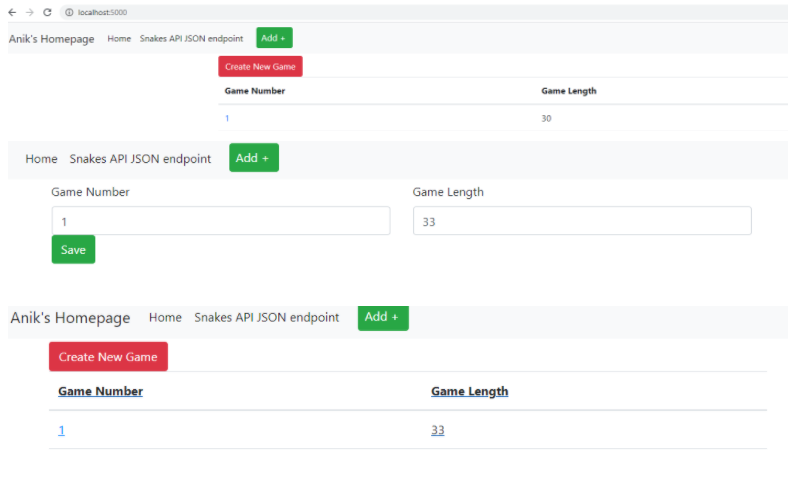 localhost:5000
Anik's Homepage Home Snakes API JSON endpoint Add +
Create New Game
Game Number Game Length
1 30
Home Snakes API JSON endpoint Add +
Game Number Game Length
1 33
Save
Anik's Homepage Home Snakes API JSON endpoint Add +
Create New Game
Game Number Game Length
1 33